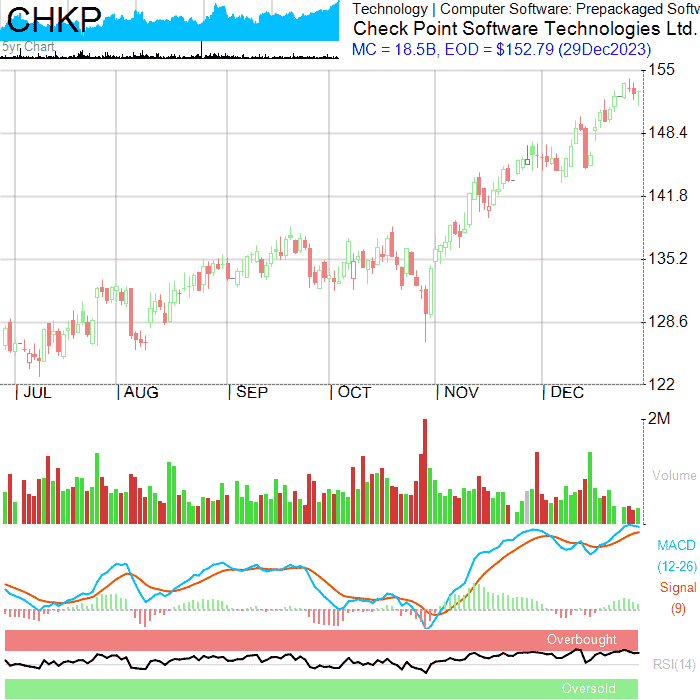 CHKP
5yr Chart
Technology | Computer Software: Prepackaged Softw
Check Point Software Technologies Ltd.
MC = 18.5B, EOD = $152.79 (29Dec2023)
155
148.4
141.8
135.2
128.6
122
JUL AUG SEP OCT NOV DEC
2M
Volume
MACD
(12-26)
Signal
(9)
Overbought
RSI(14)
Oversold